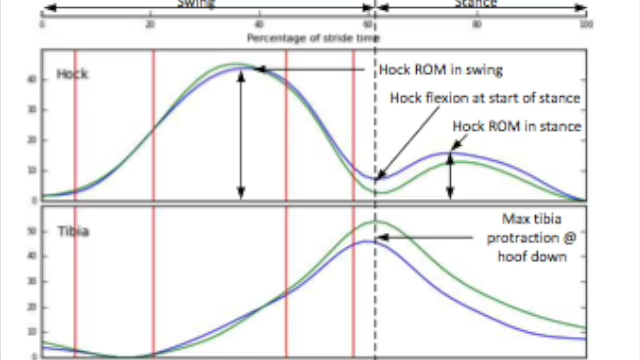 Swing Stance
0 20 40 60 80 100
Percentage of stride time
Hock
40
30
20
10
0
Hock ROM in swing
Hock flexion at start of stance
Hock ROM in stance
Tibia
50
40
30
20
10
0
Max tibia
protraction @
hoof down